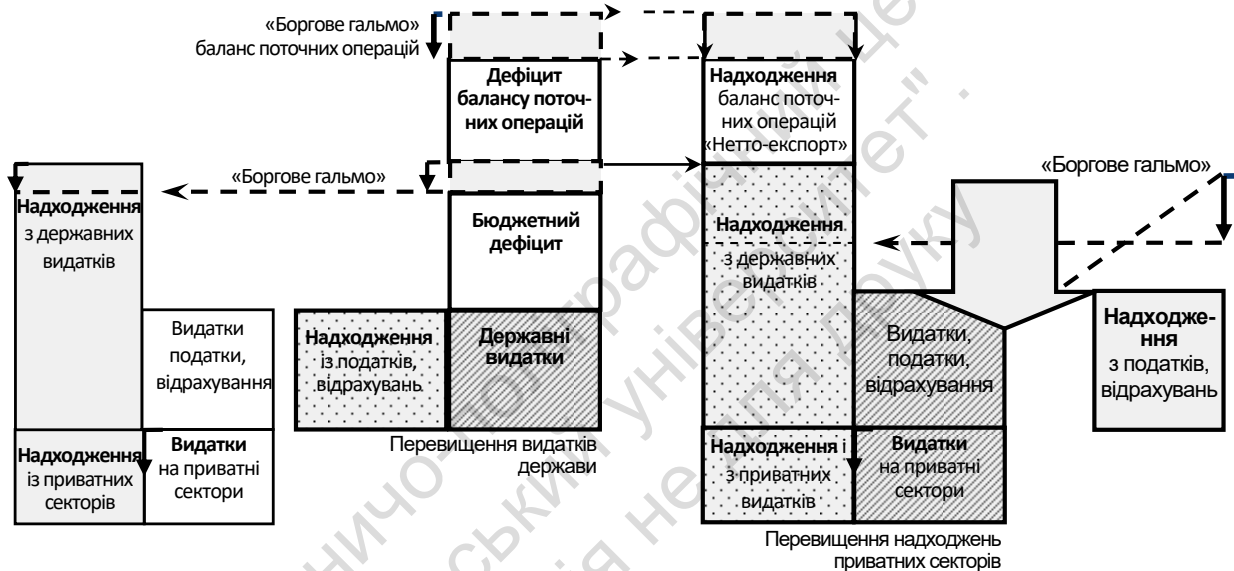 «Боргове гальмо»
баланс поточних операцій
Дефіцит
балансу поточ-
них операцій
Надходження
баланс поточ-
них операцій
«Нетто-експорт»
«Боргове гальмо»
«Боргове гальмо»
Надходження
з державних
видатків
Бюджетний
дефіцит
Надходження
з державних
видатків
Видатки
податки,
відрахування
Надходження
із податків,
відрахувань
Державні
видатки
Видатки,
податки,
відрахування
Надходже-
ння
з податків,
відрахувань
Перевищення видатків
держави
Надходження
із приватних
секторів
Видатки
на приватні
сектори
Надходження і
з приватних
видатків
Видатки
на приватні
сектори
Перевищення надходжень
приватних секторів
не для друку